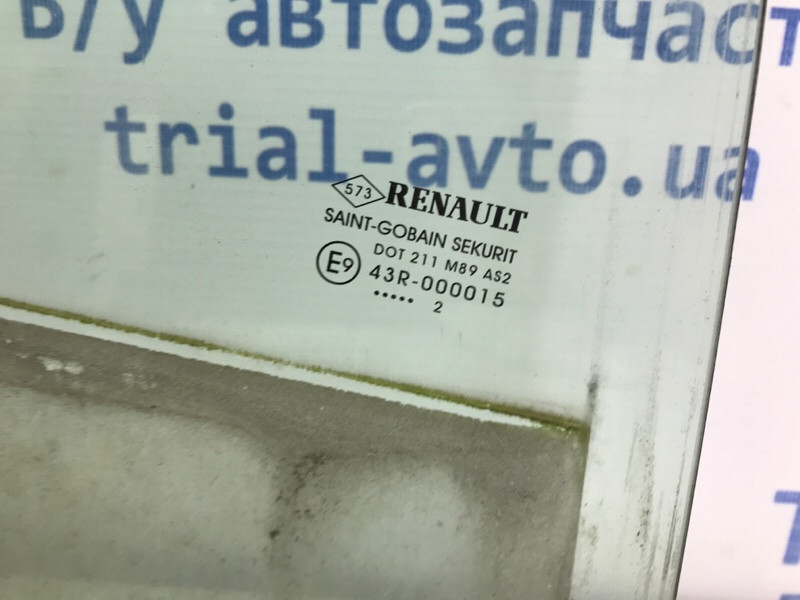 Б/у автозапчаст
trial-avto.ua
573 RENAULT
SAINT-GOBAIN SEKURIT
DOT 211 M89 AS2
E9 43R-000015
..... 2